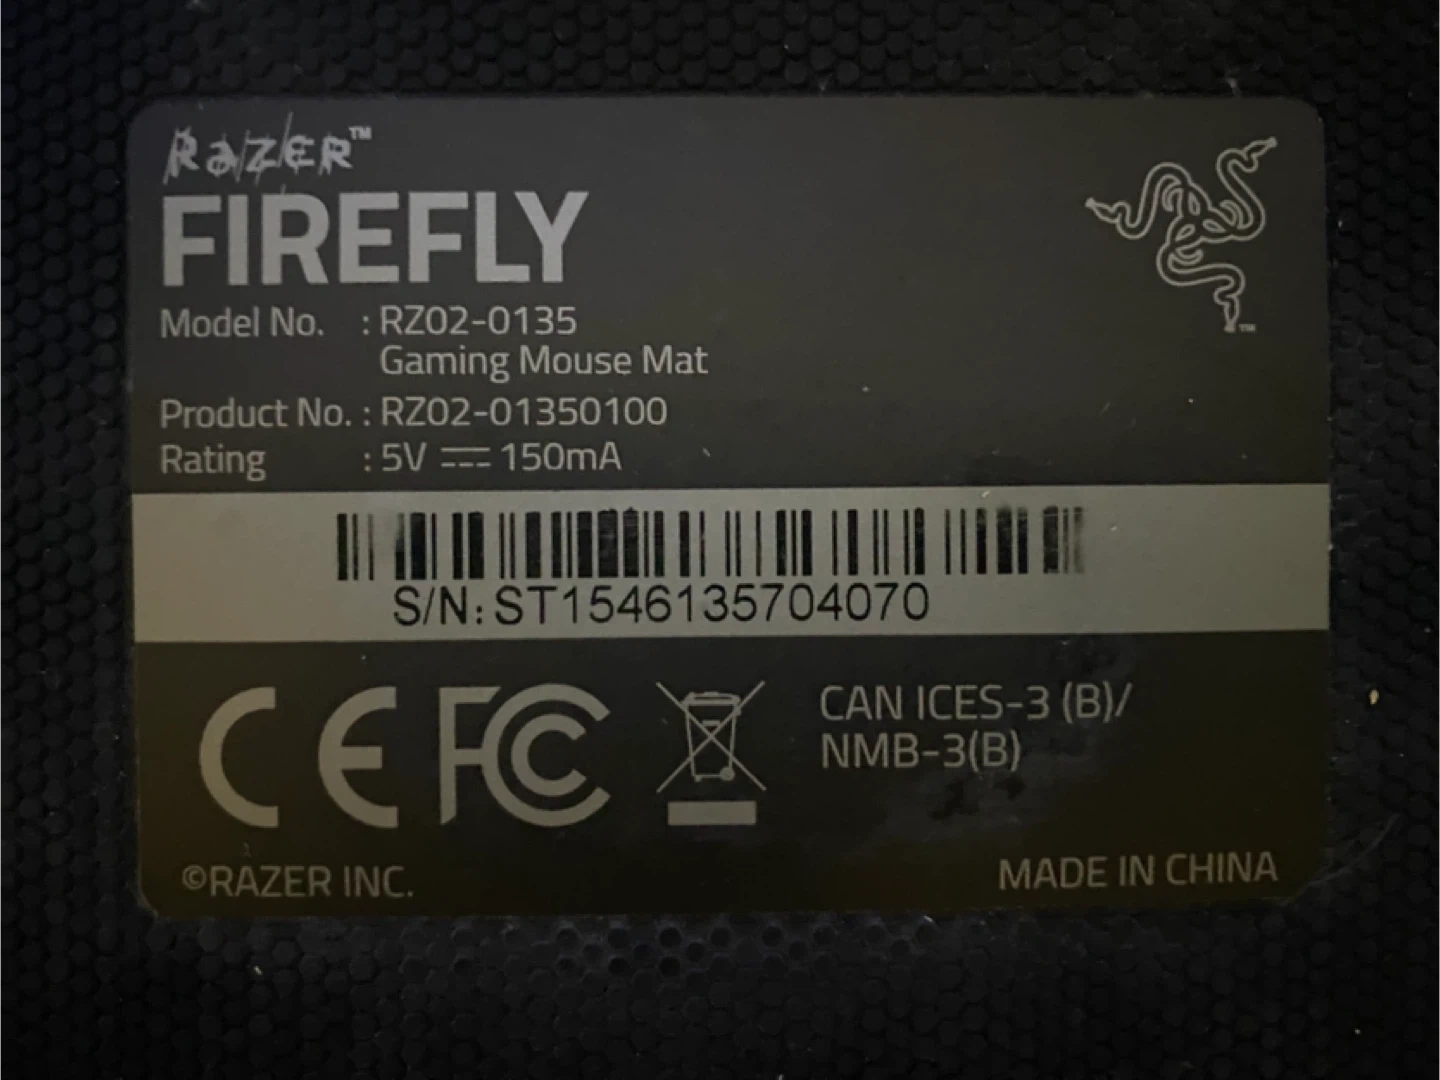 RAZER™
FIREFLY
Model No. : RZ02-0135
Gaming Mouse Mat
Product No. : RZ02-01350100
Rating : 5V ⎓ 150mA
S/N: ST1546135704070
CE FC
CAN ICES-3 (B)/
NMB-3(B)
©RAZER INC.
MADE IN CHINA
™